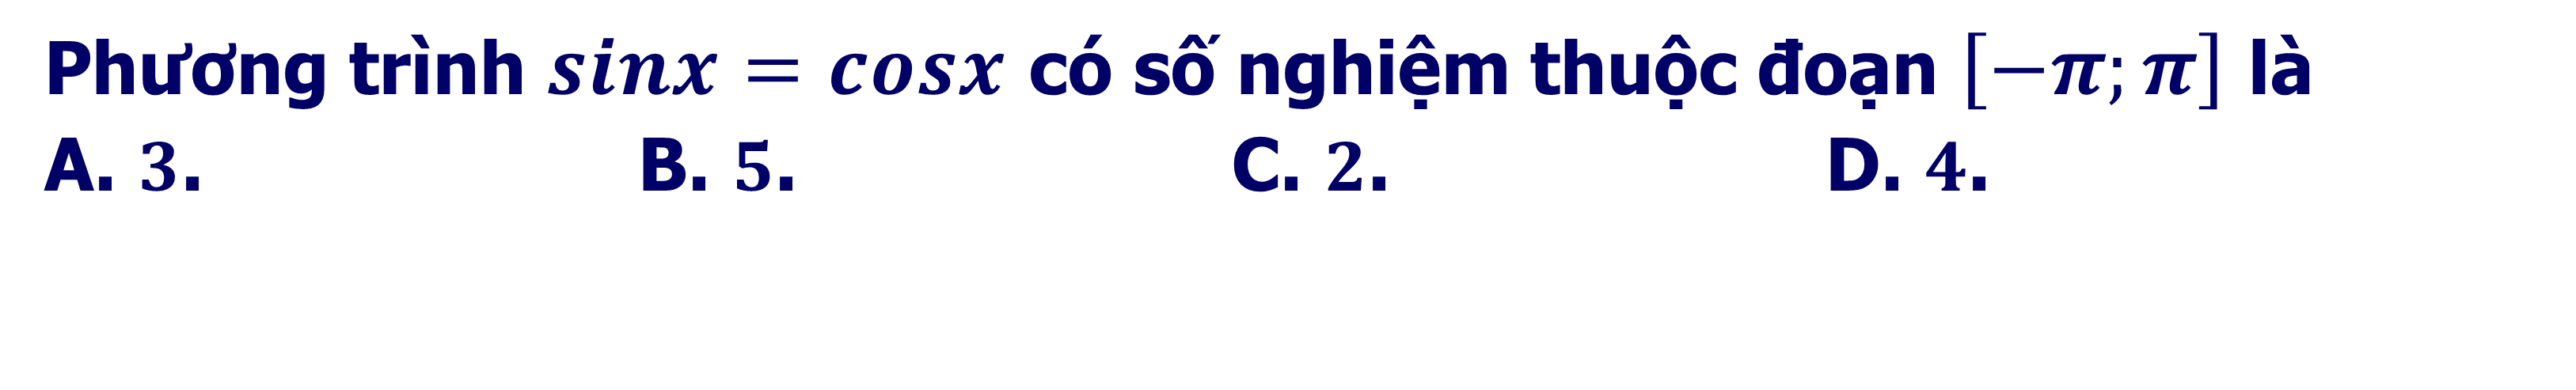 Phương trình sinx = cosx có số nghiệm thuộc đoạn [−π; π] là
A. 3. B. 5. C. 2. D. 4.